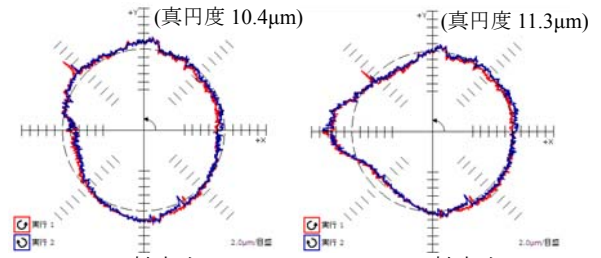 (真円度 10.4μm)
(真円度 11.3μm)
+Y
+Y
+X
+X
実行 1
実行 2
2.0μm/目盛
実行 1
実行 2
2.0μm/目盛